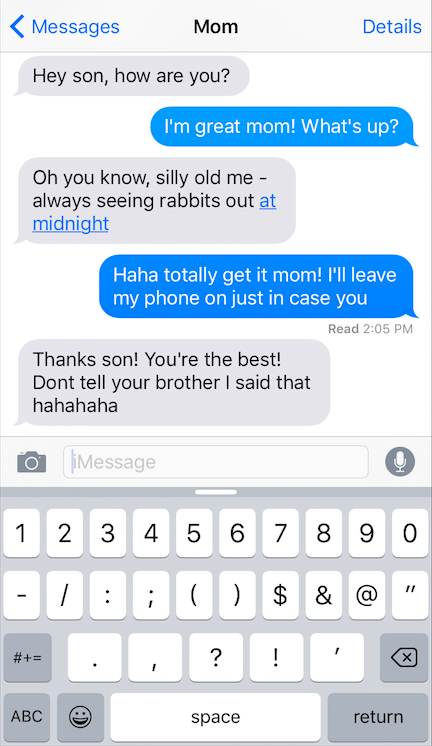 Messages Mom Details
Hey son, how are you?
I'm great mom! What's up?
Oh you know, silly old me -
always seeing rabbits out at
midnight
Haha totally get it mom! I'll leave
my phone on just in case you
Read 2:05 PM
Thanks son! You're the best!
Dont tell your brother I said that
hahahaha
iMessage
1 2 3 4 5 6 7 8 9 0
- / : ; ( ) $ & @ "
#+= . , ? ! '
ABC space return